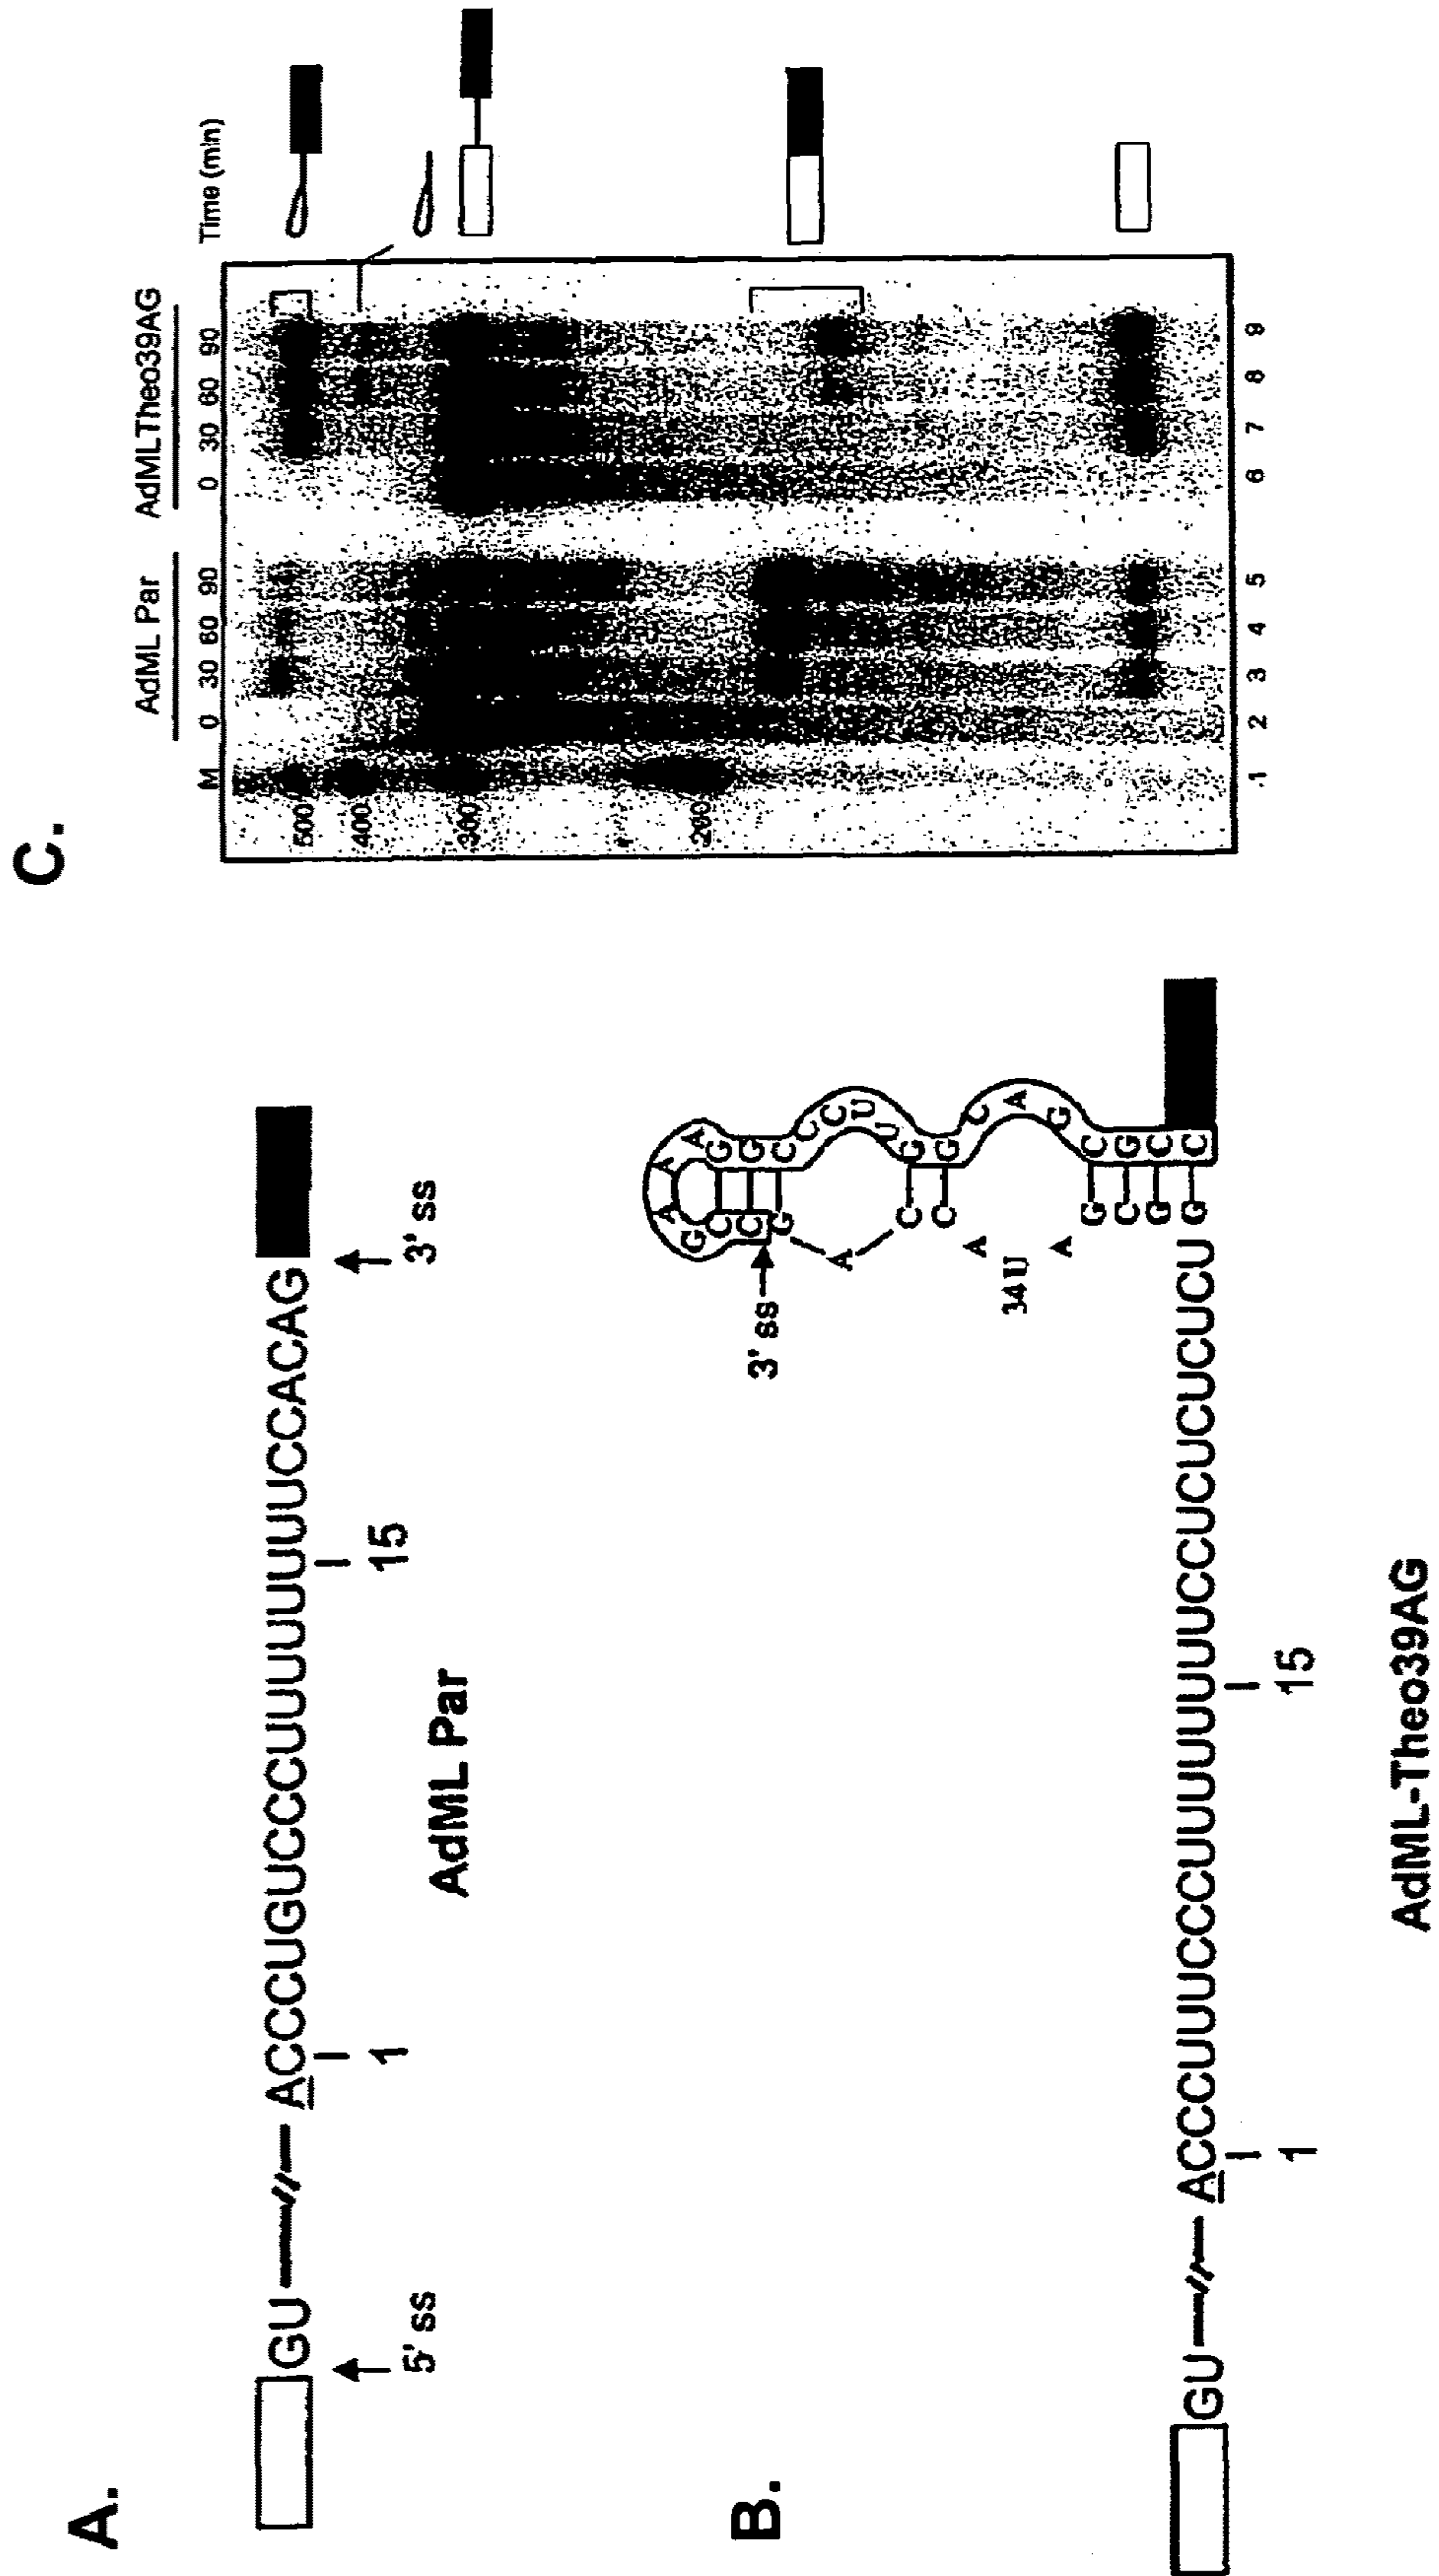 A.
GU ACCCUGUCCCUUUUUUUUCCACAG
1 15
5' ss
3' ss
AdML Par
B.
A A A
G A
C G
C G
3' ss
G C
A C C U U
C G
C G
A C
34U A
A G
G C
C G
G C
G C
GU ACCCUUUCCCUUUUUUUUCCUCUCUCUCU
1 15
AdML-Theo39AG
C.
AdML Par AdMLTheo39AG
M 0 30 60 90 0 30 60 90 Time (min)
500
400
300
200
1 2 3 4 5 6 7 8 9